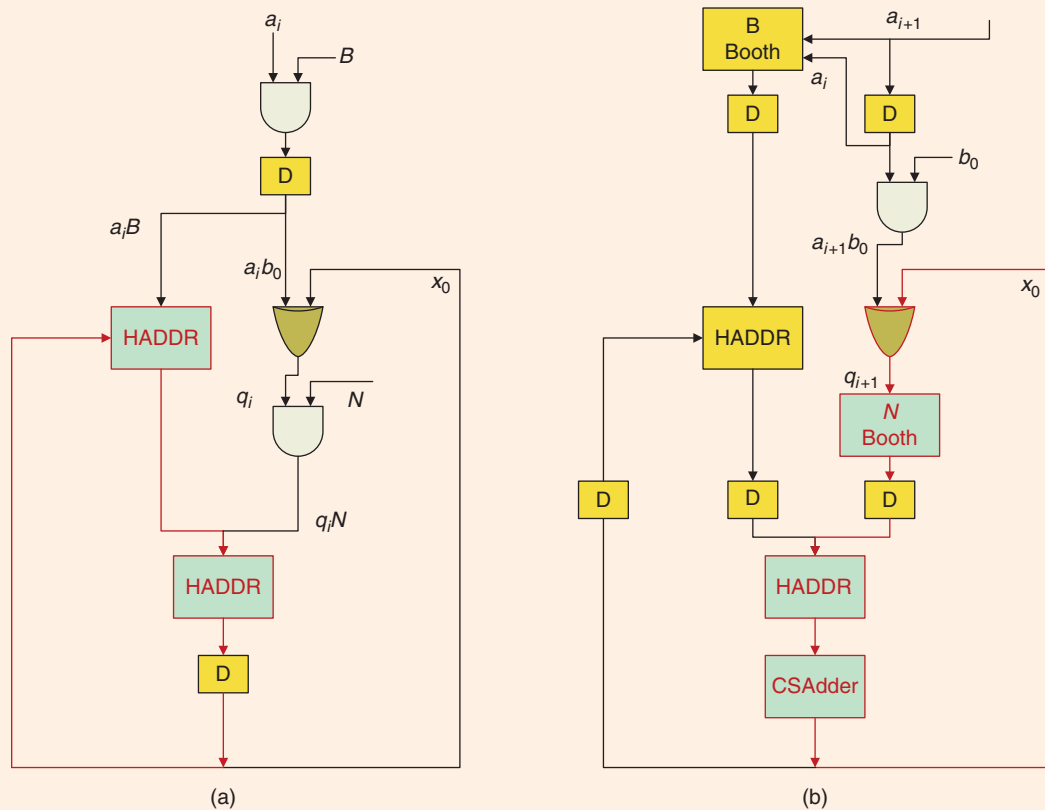 a_i
B
D
a_iB
a_ib_0
x_0
HADDR
q_i
N
q_iN
HADDR
D
(a)
B
Booth
a_{i+1}
a_i
D
D
b_0
a_{i+1}b_0
x_0
HADDR
q_{i+1}
N
Booth
D
D
D
HADDR
CSAdder
(b)